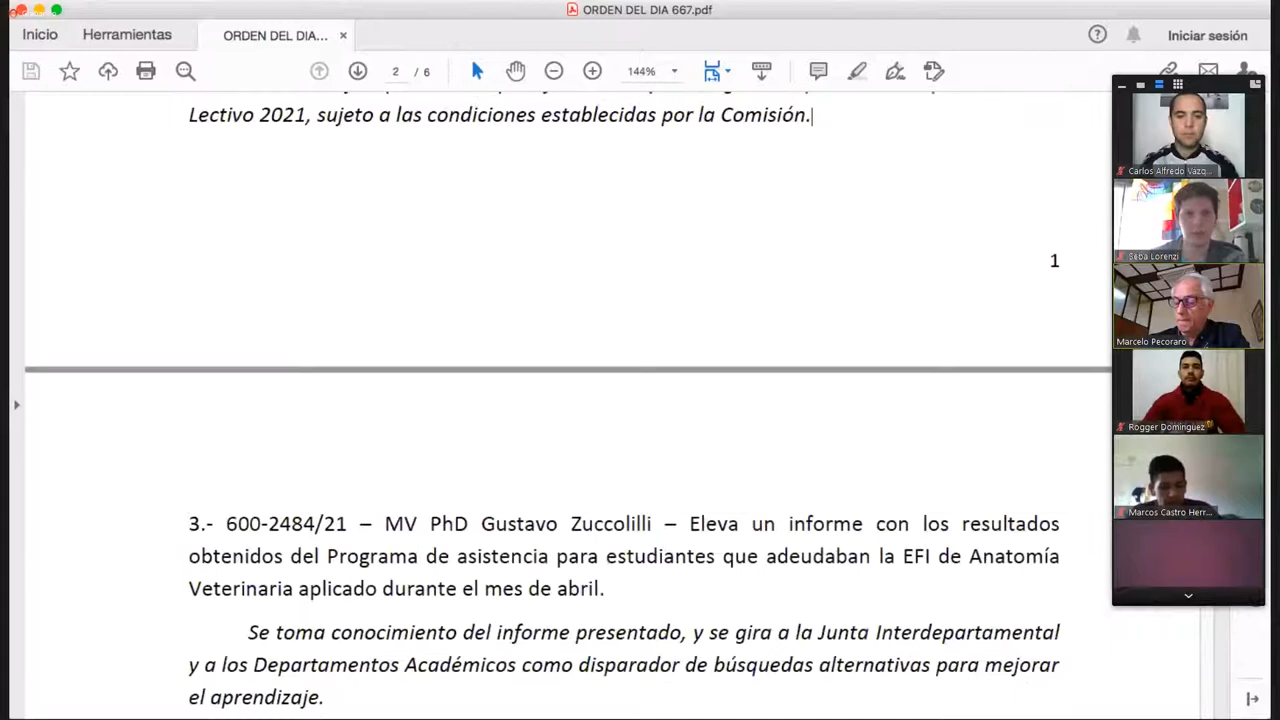 ORDEN DEL DIA 667.pdf
Inicio
Herramientas
ORDEN DEL DIA... ×
Iniciar sesión
2 / 6
144%
Lectivo 2021, sujeto a las condiciones establecidas por la Comisión.
1
3.- 600-2484/21 – MV PhD Gustavo Zuccolilli – Eleva un informe con los resultados
obtenidos del Programa de asistencia para estudiantes que adeudaban la EFI de Anatomía
Veterinaria aplicado durante el mes de abril.
Se toma conocimiento del informe presentado, y se gira a la Junta Interdepartamental
y a los Departamentos Académicos como disparador de búsquedas alternativas para mejorar
el aprendizaje.
Carlos Alfredo Vazq...
Seba Lorenzi
Marcelo Pecoraro
Rogger Dominguez
Marcos Castro Herr...